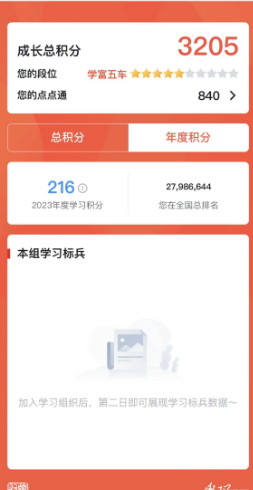 成长总积分 3205
您的段位 学富五车
您的点点通 840
总积分 年度积分
216 27,986,644
2023年度学习积分 您在全国总排名
本组学习标兵
加入学习组织后，第二日即可展现学习标兵数据～